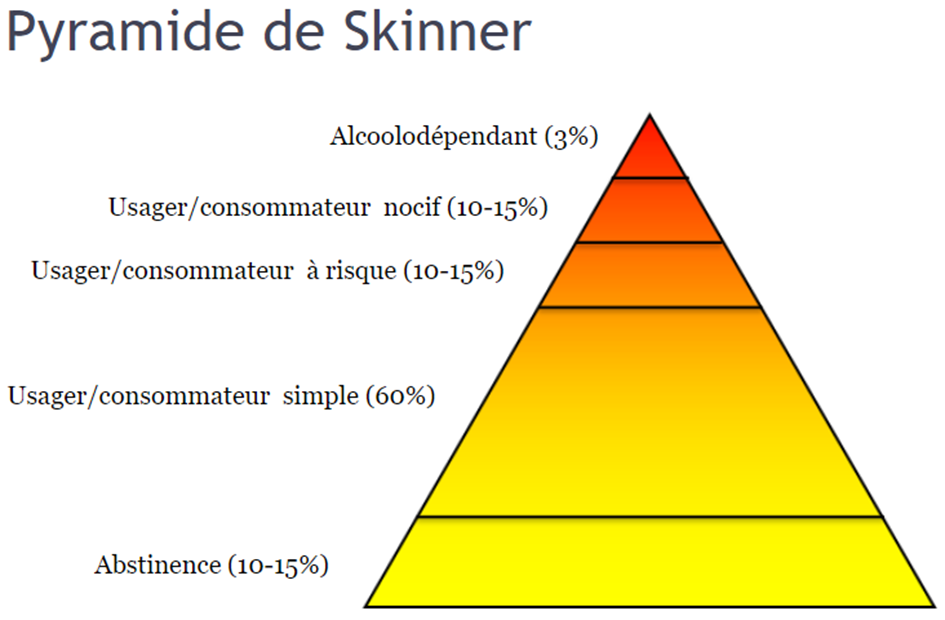 Pyramide de Skinner
Alcoolodépendant (3%)
Usager/consommateur nocif (10-15%)
Usager/consommateur à risque (10-15%)
Usager/consommateur simple (60%)
Abstinence (10-15%)